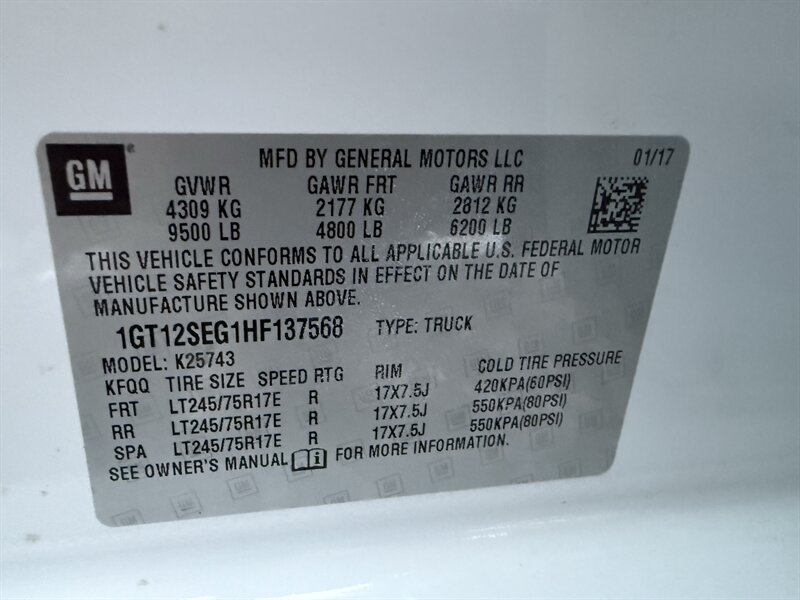 GM
MFD BY GENERAL MOTORS LLC 01/17
GVWR GAWR FRT GAWR RR
4309 KG 2177 KG 2812 KG
9500 LB 4800 LB 6200 LB
THIS VEHICLE CONFORMS TO ALL APPLICABLE U.S. FEDERAL MOTOR
VEHICLE SAFETY STANDARDS IN EFFECT ON THE DATE OF
MANUFACTURE SHOWN ABOVE.
1GT12SEG1HF137568 TYPE: TRUCK
MODEL: K25743
KFQQ TIRE SIZE SPEED RTG RIM COLD TIRE PRESSURE
FRT LT245/75R17E R 17X7.5J 420KPA(60PSI)
RR LT245/75R17E R 17X7.5J 550KPA(80PSI)
SPA LT245/75R17E R 17X7.5J 550KPA(80PSI)
SEE OWNER'S MANUAL FOR MORE INFORMATION.